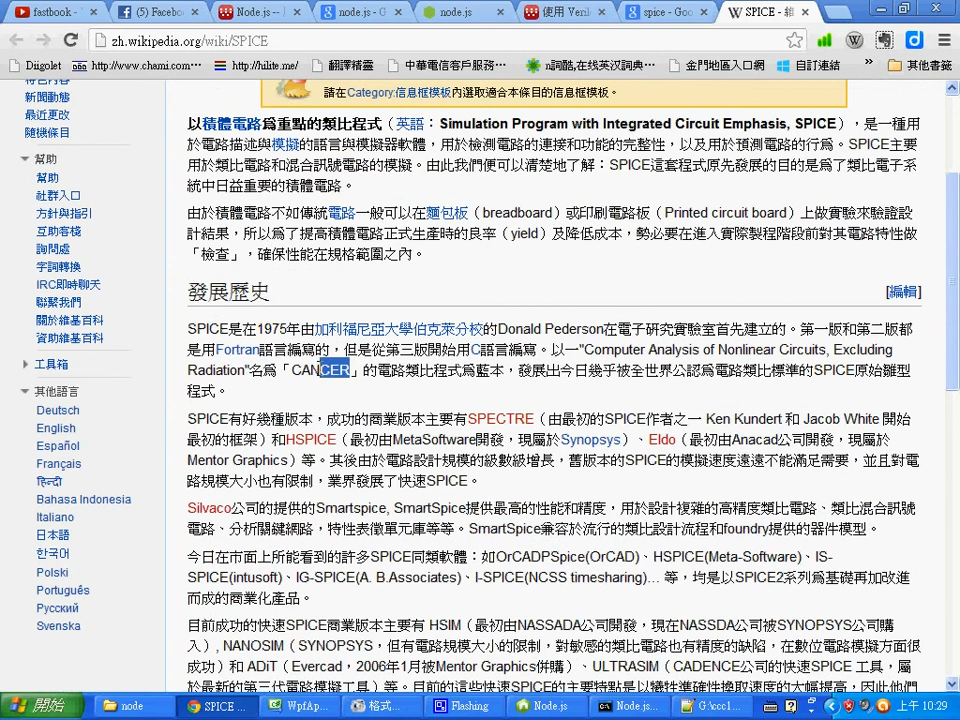 fastbook -
(5) Facebo
Node.js --
node.js - G
node.js
使用 Veril
spice - Goo
SPICE - 維
zh.wikipedia.org/wiki/SPICE
Diigolet
http://www.chami.com…
http://hilite.me/
翻譯精靈
中華電信客戶服務…
n詞酷,在线英汉詞典…
金門地區入口網
自訂連結
»
其他書籤
特色內容
新聞動態
最近更改
隨機條目
幫助
幫助
社群入口
方針與指引
互助客棧
詢問處
字詞轉換
IRC即時聊天
聯繫我們
關於維基百科
資助維基百科
工具箱
其他語言
Deutsch
English
Español
Français
हिन्दी
Bahasa Indonesia
Italiano
日本語
한국어
Polski
Português
Русский
Svenska
請在Category:信息框模板內選取適合本條目的信息框模板。
以積體電路為重點的類比程式（英語：Simulation Program with Integrated Circuit Emphasis, SPICE），是一種用
於電路描述與模擬的語言與模擬器軟體，用於檢測電路的連接和功能的完整性，以及用於預測電路的行為。SPICE主要
用於類比電路和混合訊號電路的模擬。由此我們便可以清楚地了解：SPICE這套程式原先發展的目的是為了類比電子系
統中日益重要的積體電路。
由於積體電路不如傳統電路一般可以在麵包板（breadboard）或印刷電路板（Printed circuit board）上做實驗來驗證設
計結果，所以為了提高積體電路正式生產時的良率（yield）及降低成本，勢必要在進入實際製程階段前對其電路特性做
「檢查」，確保性能在規格範圍之內。
發展歷史 [編輯]
SPICE是在1975年由加利福尼亞大學伯克萊分校的Donald Pederson在電子研究實驗室首先建立的。第一版和第二版都
是用Fortran語言編寫的，但是從第三版開始用C語言編寫。以一"Computer Analysis of Nonlinear Circuits, Excluding
Radiation"名為「CANCER」的電路類比程式為藍本，發展出今日幾乎被全世界公認為電路類比標準的SPICE原始雛型
程式。
SPICE有好幾種版本，成功的商業版本主要有SPECTRE（由最初的SPICE作者之一 Ken Kundert 和 Jacob White 開始
最初的框架）和HSPICE（最初由MetaSoftware開發，現屬於Synopsys）、Eldo（最初由Anacad公司開發，現屬於
Mentor Graphics）等。其後由於電路設計規模的級數級增長，舊版本的SPICE的模擬速度遠遠不能滿足需要，並且對電
路規模大小也有限制，業界發展了快速SPICE。
Silvaco公司的提供的Smartspice, SmartSpice提供最高的性能和精度，用於設計複雜的高精度類比電路、類比混合訊號
電路、分析關鍵網路，特性表徵單元庫等等。SmartSpice兼容於流行的類比設計流程和foundry提供的器件模型。
今日在市面上所能看到的許多SPICE同類軟體：如OrCADPSpice(OrCAD)、HSPICE(Meta-Software)、IS-
SPICE(intusoft)、IG-SPICE(A. B.Associates)、I-SPICE(NCSS timesharing)... 等，均是以SPICE2系列為基礎再加改進
而成的商業化產品。
目前成功的快速SPICE商業版本主要有 HSIM（最初由NASSADA公司開發，現在NASSDA公司被SYNOPSYS公司購
入）, NANOSIM（SYNOPSYS，但有電路規模大小的限制，對敏感的類比電路也有精度的缺陷，在數位電路模擬方面很
成功）和 ADiT（Evercad，2006年1月被Mentor Graphics併購）、ULTRASIM（CADENCE公司的快速SPICE 工具，屬
於最新的第三代電路模擬工具）等。目前的這些快速SPICE的主要特點是以犧牲準確性換取速度的大幅提高，因此他們
開始
node
SPICE ...
WpfAp...
格式...
Flashing
Node.js
Node.js...
G:\ccc1...
上午 10:29